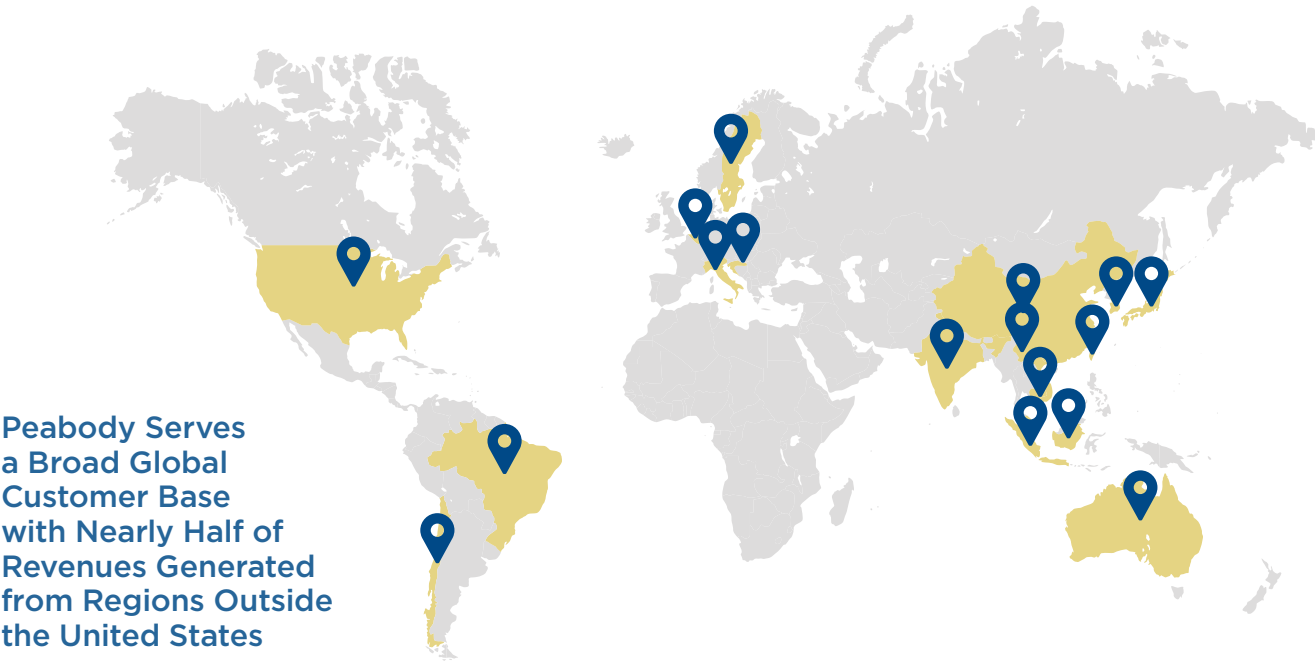 Peabody Serves
a Broad Global
Customer Base
with Nearly Half of
Revenues Generated
from Regions Outside
the United States